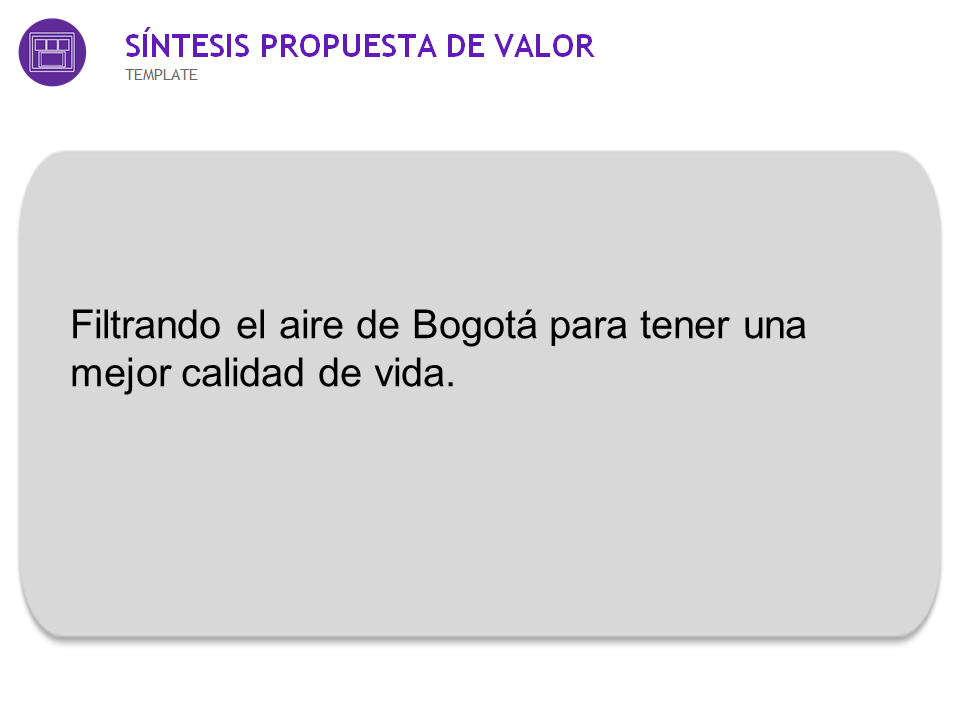 SÍNTESIS PROPUESTA DE VALOR
TEMPLATE
Filtrando el aire de Bogotá para tener una
mejor calidad de vida.